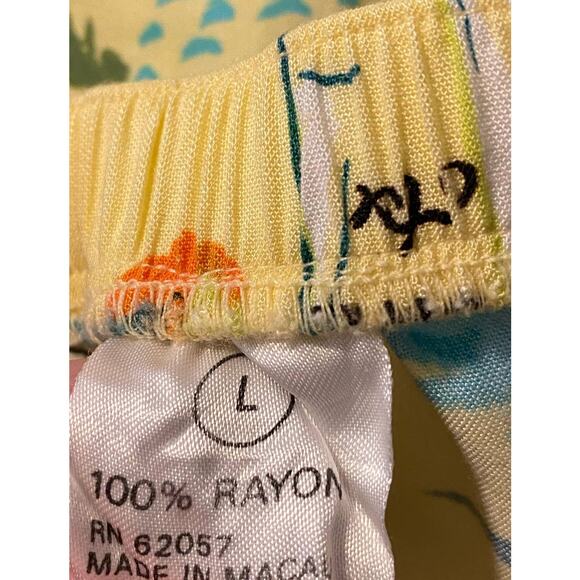 L
100% RAYON
RN 62057
MADE IN MACAU